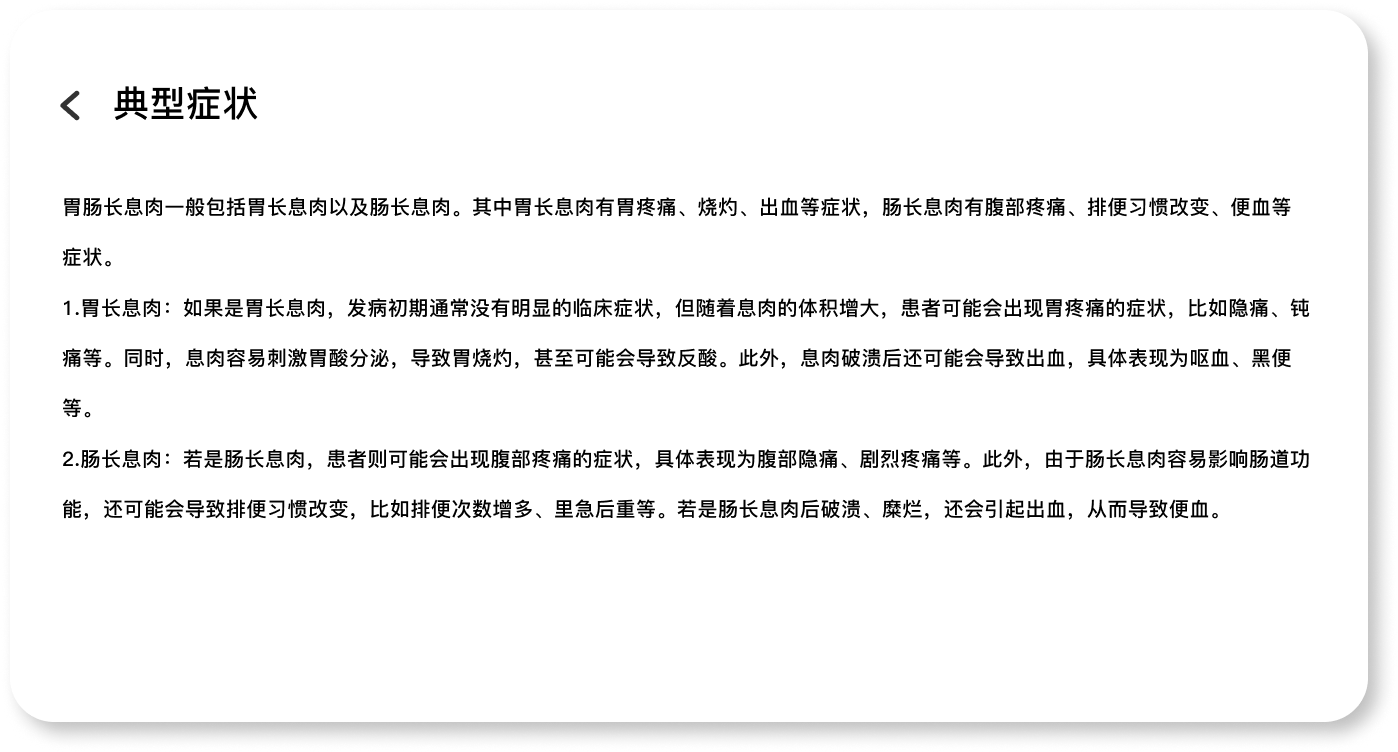 典型症状
胃肠长息肉一般包括胃长息肉以及肠长息肉。其中胃长息肉有胃疼痛、烧灼、出血等症状，肠长息肉有腹部疼痛、排便习惯改变、便血等
症状。
1.胃长息肉：如果是胃长息肉，发病初期通常没有明显的临床症状，但随着息肉的体积增大，患者可能会出现胃疼痛的症状，比如隐痛、钝
痛等。同时，息肉容易刺激胃酸分泌，导致胃烧灼，甚至可能会导致反酸。此外，息肉破溃后还可能会导致出血，具体表现为呕血、黑便
等。
2.肠长息肉：若是肠长息肉，患者则可能会出现腹部疼痛的症状，具体表现为腹部隐痛、剧烈疼痛等。此外，由于肠长息肉容易影响肠道功
能，还可能会导致排便习惯改变，比如排便次数增多、里急后重等。若是肠长息肉后破溃、糜烂，还会引起出血，从而导致便血。